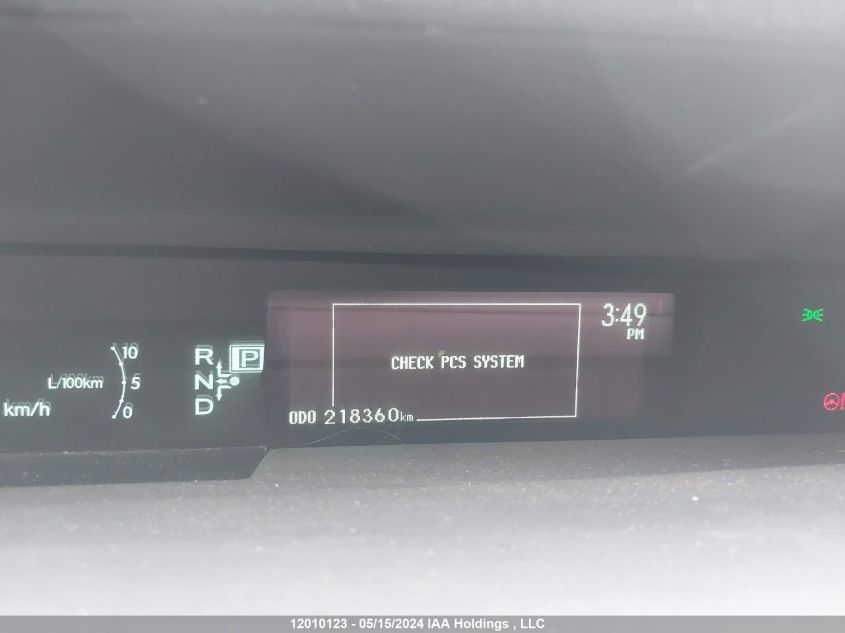 3:49
PM
CHECK PCS SYSTEM
ODO 218360km
10
L/100km 5
0
km/h
R P
N
D
12010123 - 05/15/2024 IAA Holdings , LLC